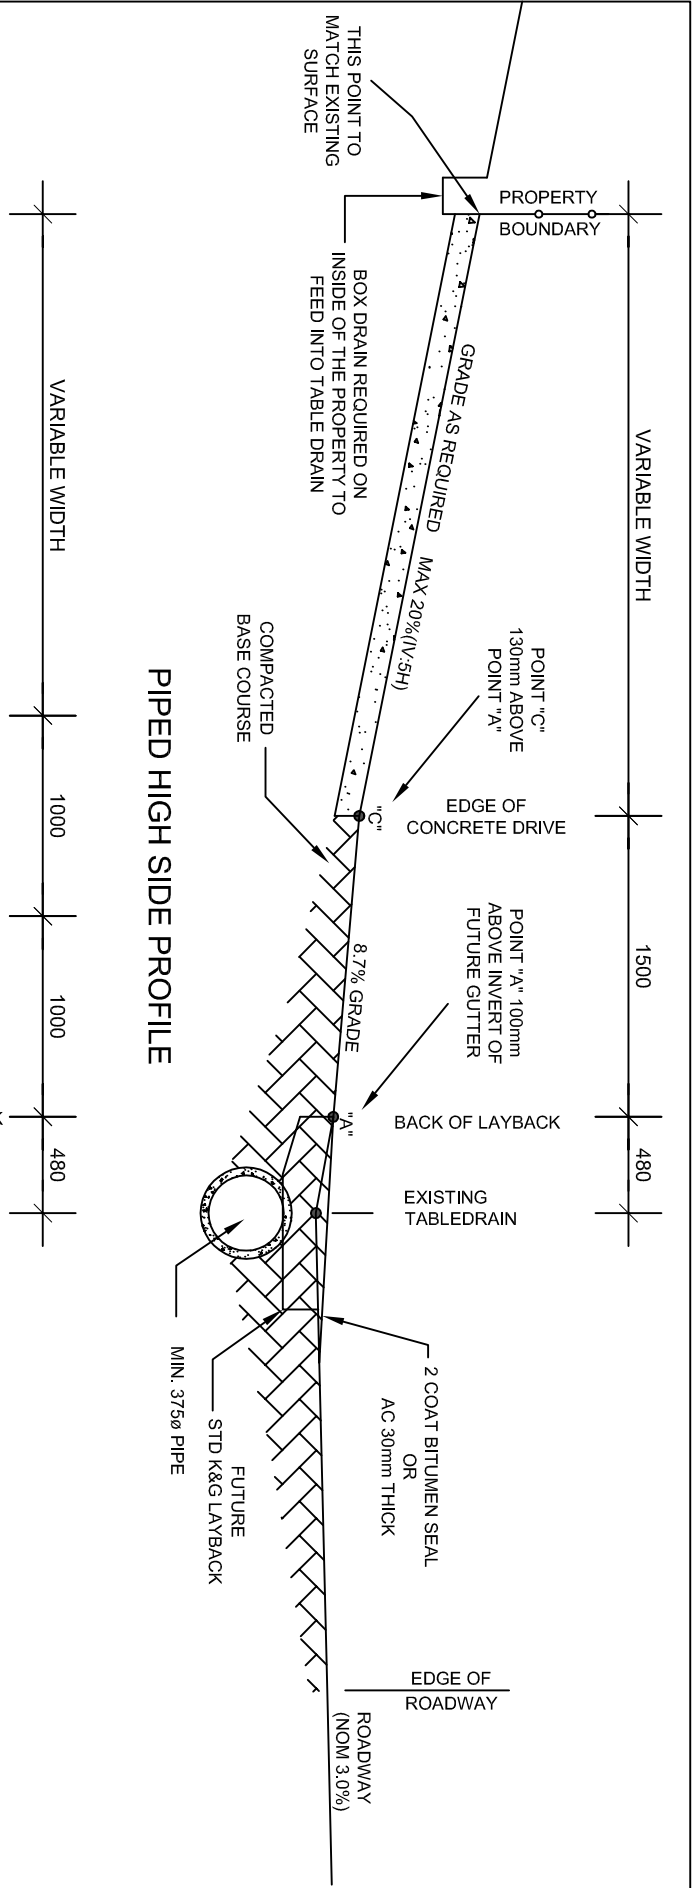 VARIABLE WIDTH
1500
480
PROPERTY
BOUNDARY
EDGE OF
CONCRETE DRIVE
BACK OF LAYBACK
EXISTING
TABLEDRAIN
EDGE OF
ROADWAY
THIS POINT TO
MATCH EXISTING
SURFACE
GRADE AS REQUIRED MAX 20%(IV:5H)
POINT "C"
130mm ABOVE
POINT "A"
"C"
POINT "A" 100mm
ABOVE INVERT OF
FUTURE GUTTER
8.7% GRADE
"A"
2 COAT BITUMEN SEAL
OR
AC 30mm THICK
ROADWAY
(NOM 3.0%)
BOX DRAIN REQUIRED ON
INSIDE OF THE PROPERTY TO
FEED INTO TABLE DRAIN
COMPACTED
BASE COURSE
FUTURE
STD K&G LAYBACK
MIN. 375ø PIPE
PIPED HIGH SIDE PROFILE
VARIABLE WIDTH
1000
1000
480